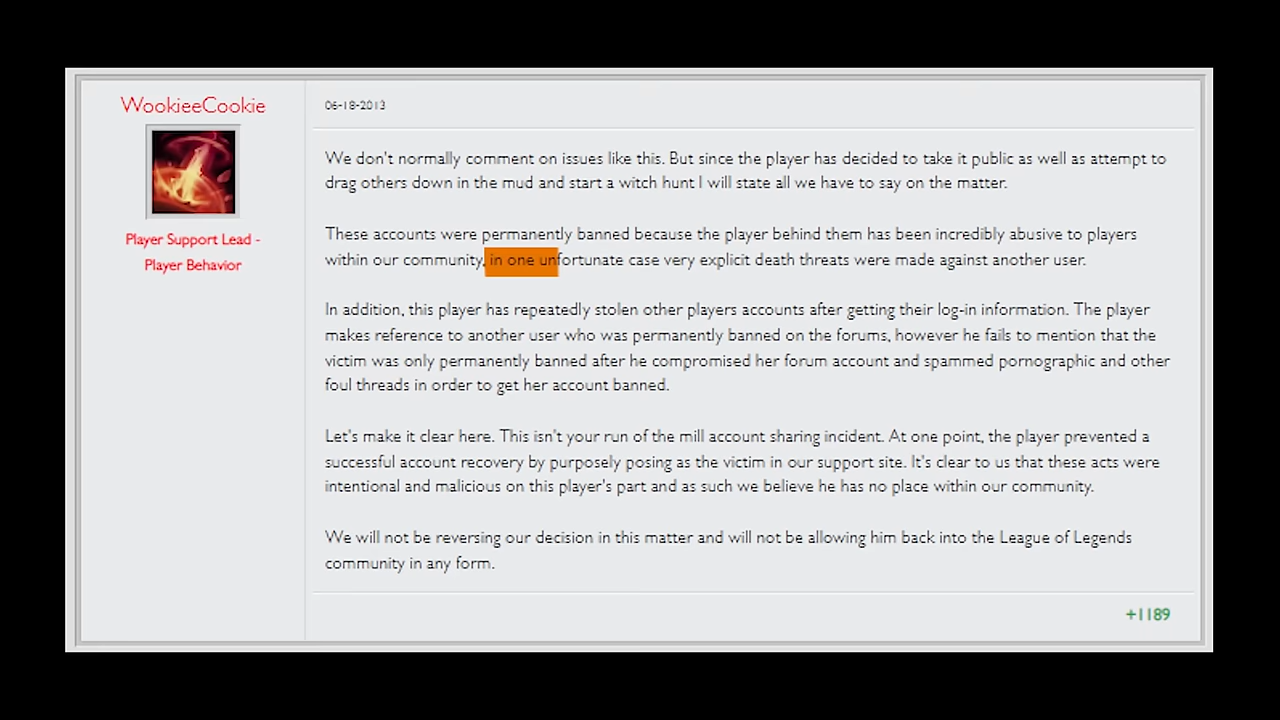 WookieeCookie
Player Support Lead -
Player Behavior
06-18-2013
We don't normally comment on issues like this. But since the player has decided to take it public as well as attempt to
drag others down in the mud and start a witch hunt I will state all we have to say on the matter.
These accounts were permanently banned because the player behind them has been incredibly abusive to players
within our community, in one unfortunate case very explicit death threats were made against another user.
In addition, this player has repeatedly stolen other players accounts after getting their log-in information. The player
makes reference to another user who was permanently banned on the forums, however he fails to mention that the
victim was only permanently banned after he compromised her forum account and spammed pornographic and other
foul threads in order to get her account banned.
Let's make it clear here. This isn't your run of the mill account sharing incident. At one point, the player prevented a
successful account recovery by purposely posing as the victim in our support site. It's clear to us that these acts were
intentional and malicious on this player's part and as such we believe he has no place within our community.
We will not be reversing our decision in this matter and will not be allowing him back into the League of Legends
community in any form.
+1189